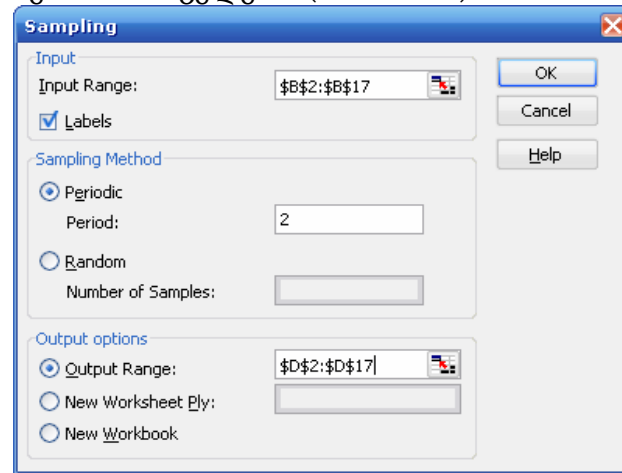 Sampling
Input
Input Range: $B$2:$B$17
Labels
Sampling Method
Periodic
Period: 2
Random
Number of Samples:
Output options
Output Range: $D$2:$D$17
New Worksheet Ply:
New Workbook
OK
Cancel
Help